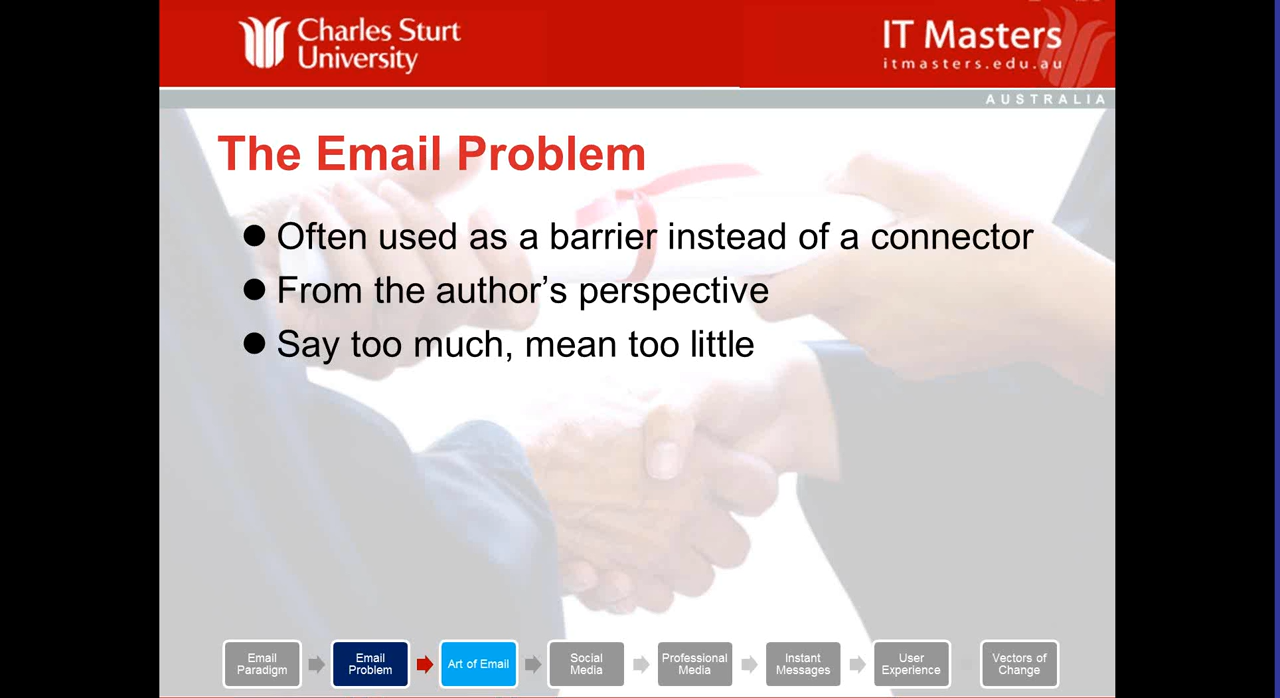 Charles Sturt
University
IT Masters
itmasters.edu.au
AUSTRALIA
The Email Problem
● Often used as a barrier instead of a connector
● From the author’s perspective
● Say too much, mean too little
Email
Paradigm
Email
Problem
Art of Email
Social
Media
Professional
Media
Instant
Messages
User
Experience
Vectors of
Change